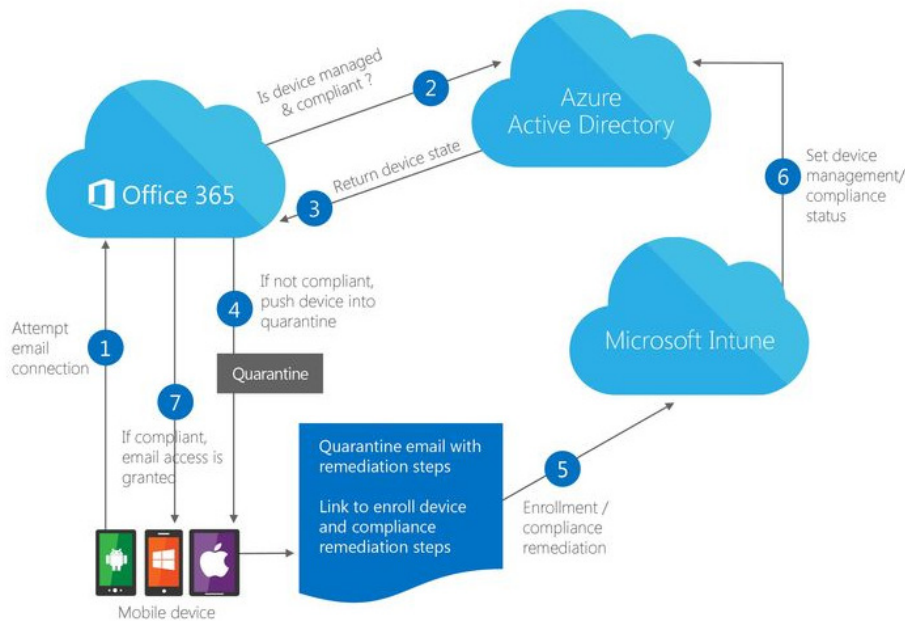 Is device managed
& compliant ?
2
Azure
Active Directory
Office 365
Return device state
3
6
Set device
management/
compliance
status
If not compliant,
push device into
quarantine
4
Attempt
email
connection
1
Microsoft Intune
Quarantine
7
If compliant,
email access is
granted
Quarantine email with
remediation steps
Link to enroll device
and compliance
remediation steps
5
Enrollment /
compliance
remediation
Mobile device